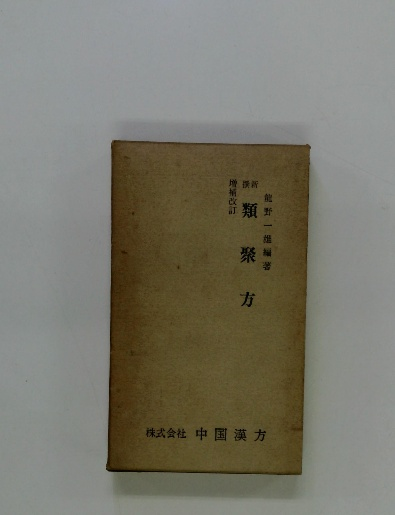 龍野一雄編著
新撰類聚方
増補改訂
株式会社 中国漢方